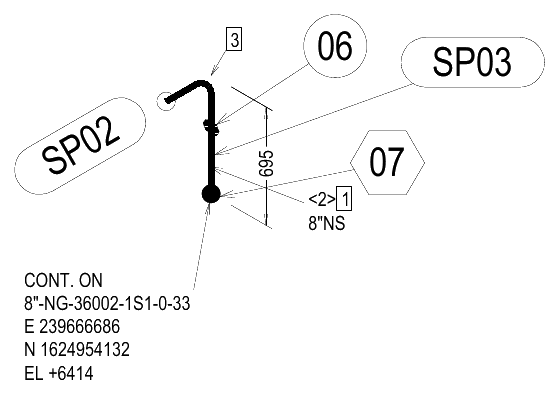 3
06
SP03
SP02
695
07
<2> 1
8"NS
CONT. ON
8"-NG-36002-1S1-0-33
E 239666686
N 1624954132
EL +6414